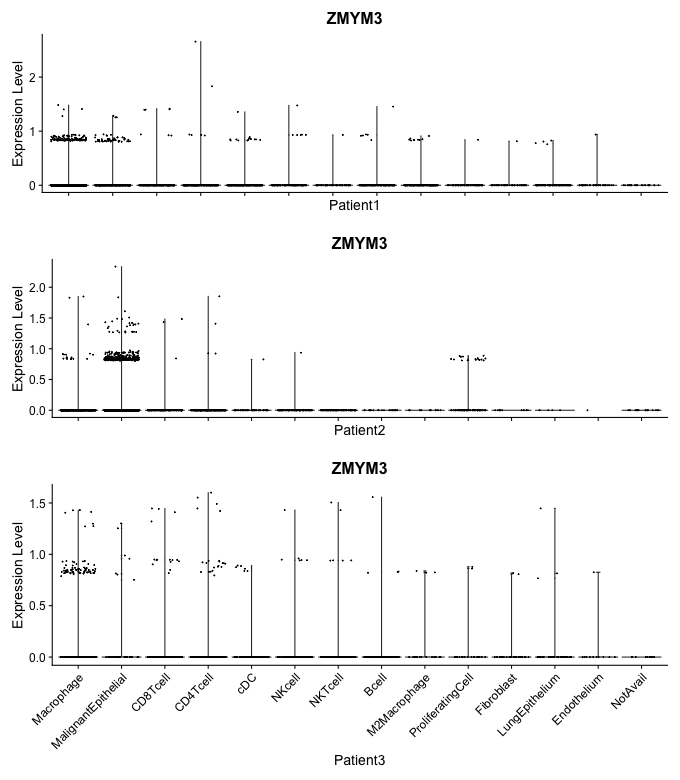 ZMYM3
Expression Level
2
1
0
Patient1
ZMYM3
Expression Level
2.0
1.5
1.0
0.5
0.0
Patient2
ZMYM3
Expression Level
1.5
1.0
0.5
0.0
Macrophage
MalignantEpithelial
CD8Tcell
CD4Tcell
cDC
NKcell
NKTcell
Bcell
M2Macrophage
ProliferatingCell
Fibroblast
LungEpithelium
Endothelium
NotAvail
Patient3